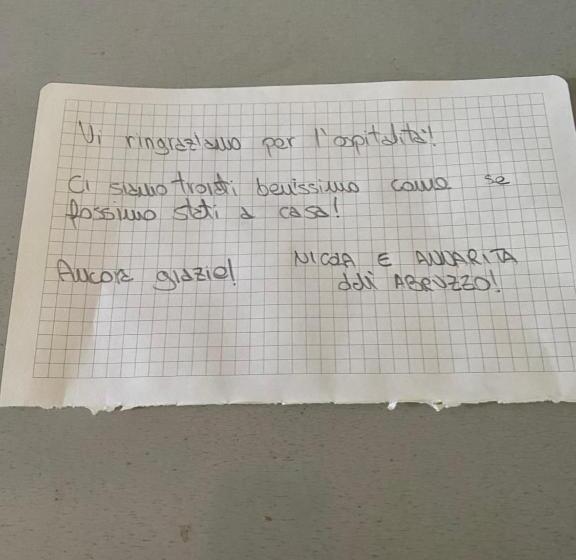 Vi ringraziamo per l'ospitalità!
Ci siamo trovati benissimo come se
fossimo stati a casa!
Ancora grazie!
NICOLA E ANNARITA
dall'ABRUZZO!